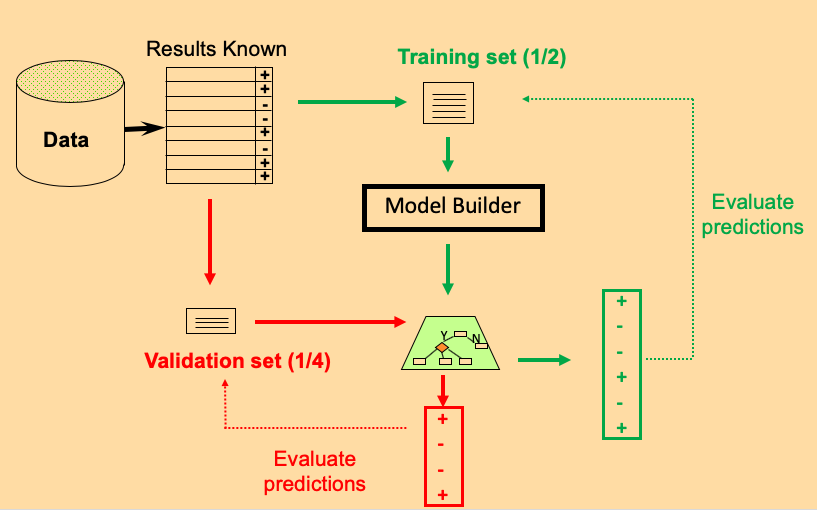 Results Known
Training set (1/2)
Data
+
+
-
-
+
-
+
+
Model Builder
Evaluate
predictions
Y
N
Validation set (1/4)
+
-
-
+
-
+
Evaluate
predictions
+
-
-
+